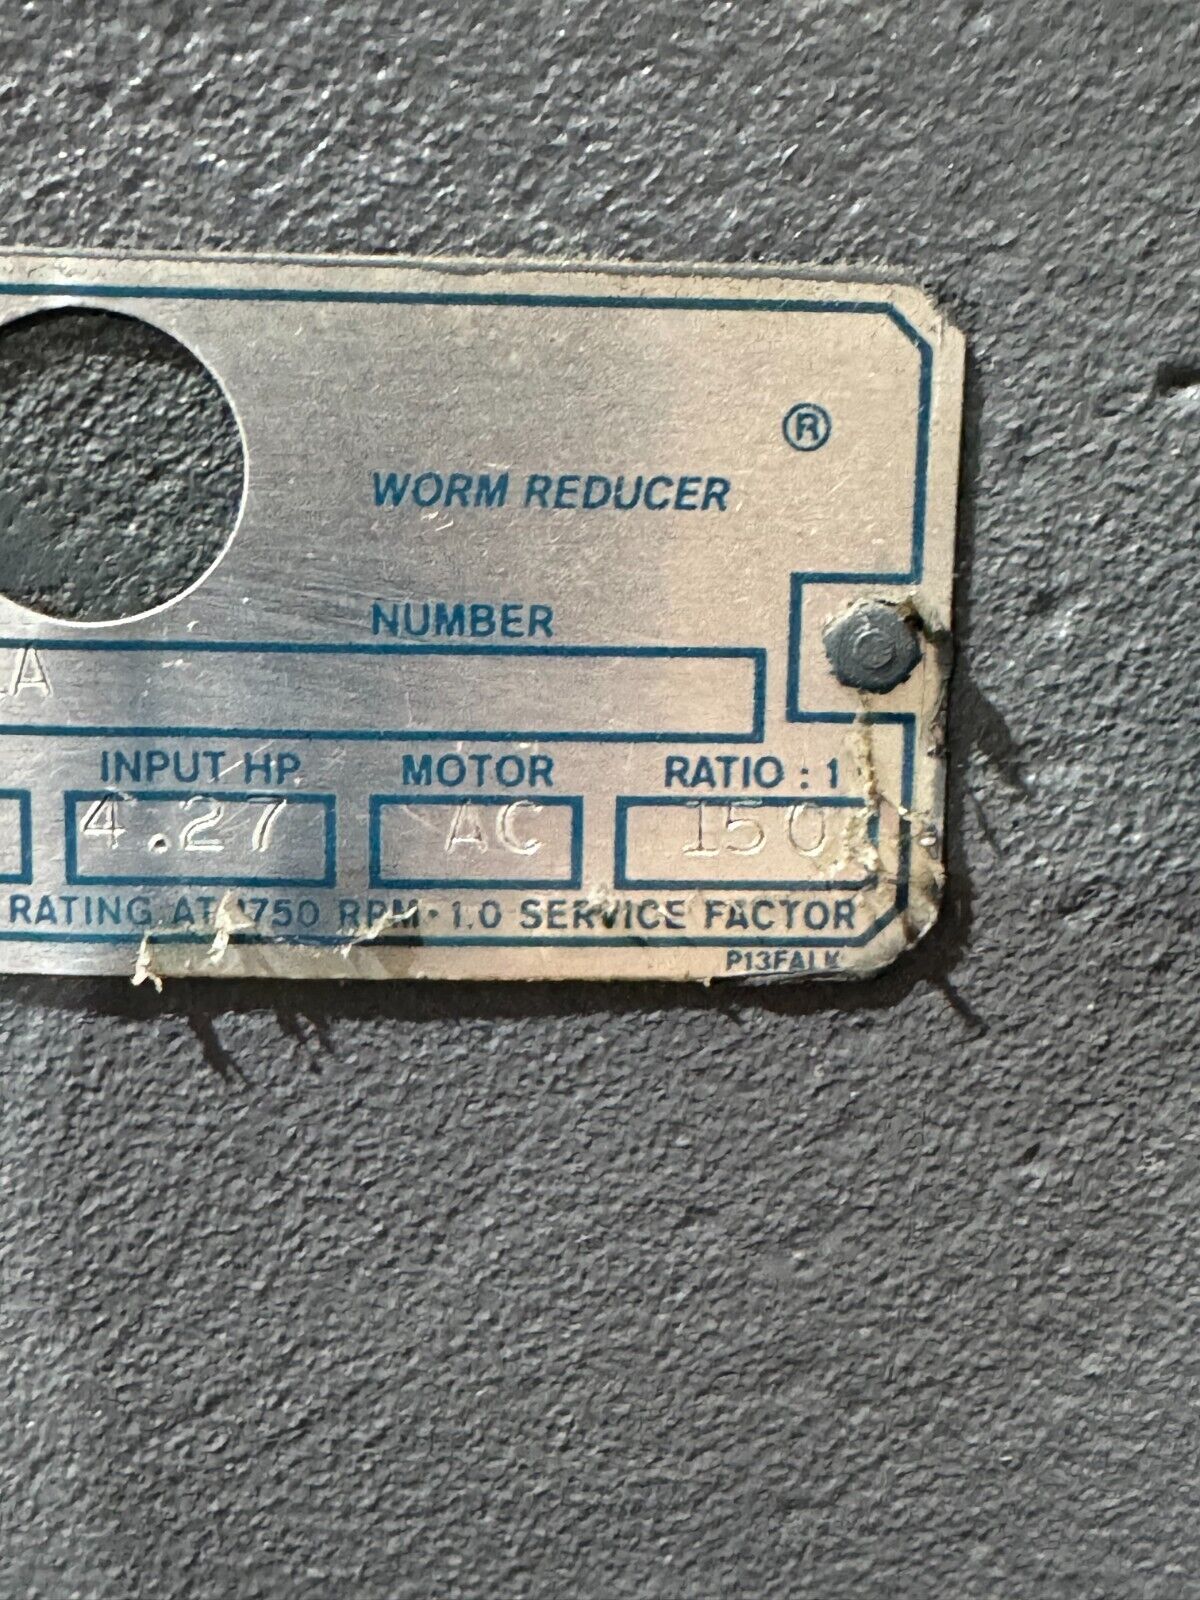 ®
WORM REDUCER
NUMBER
A
INPUT HP MOTOR RATIO : 1
4.27 AC 150
RATING AT 1750 RPM • 1.0 SERVICE FACTOR